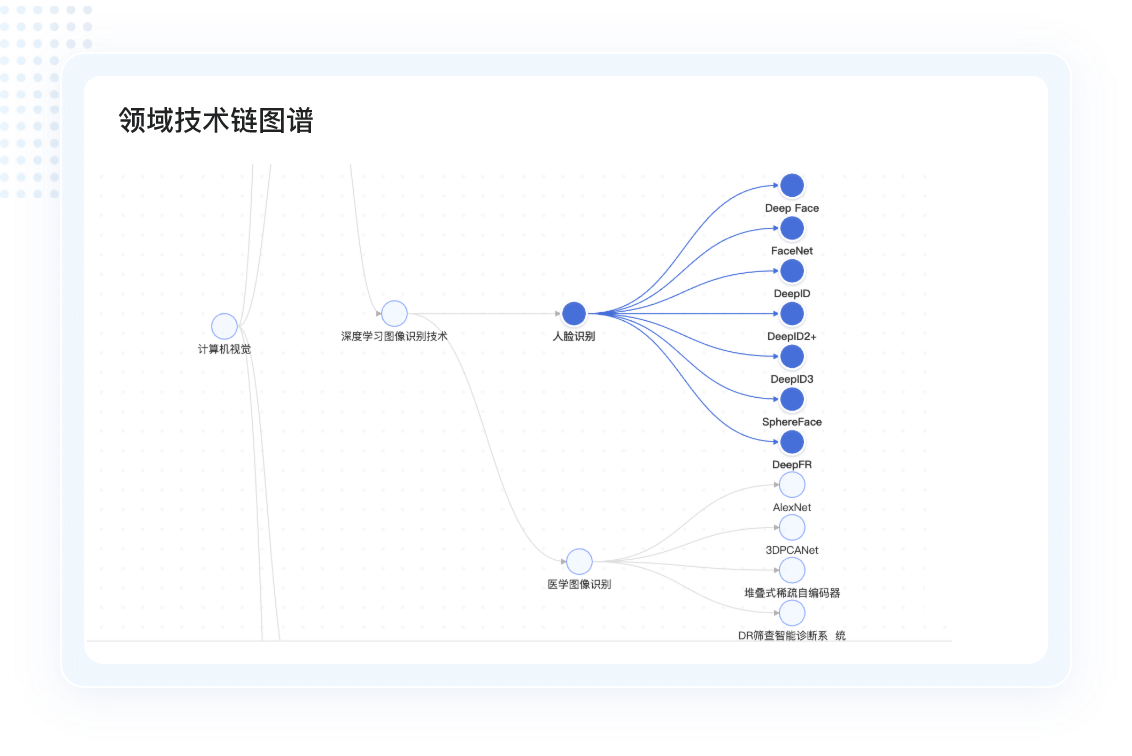 领域技术链图谱
Deep Face
FaceNet
DeepID
计算机视觉
深度学习图像识别技术
人脸识别
DeepID2+
DeepID3
SphereFace
DeepFR
AlexNet
3DPCANet
医学图像识别
堆叠式稀疏自编码器
DR筛查智能诊断系 统